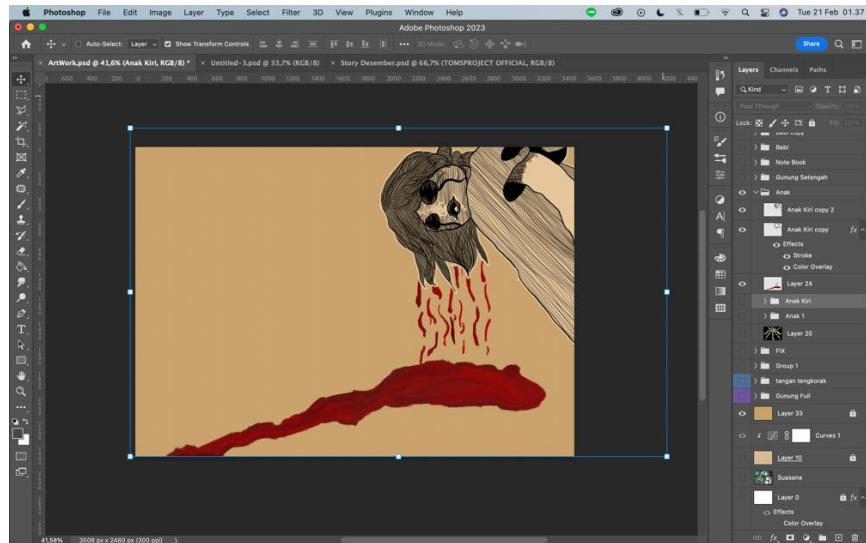 Photoshop File Edit Image Layer Type Select Filter 3D View Plugins Window Help Tue 21 Feb 01.37
Adobe Photoshop 2023
Auto-Select: Layer Show Transform Controls 3D Mode: Share
ArtWork.psd @ 41,6% (Anak Kiri, RGB/8) * Untitled-3.psd @ 33,7% (RGB/8) * Story Desember.psd @ 66,7% (TOMSPROJECT OFFICIAL, RGB/8)
Layers Channels Paths
Kind
Pass Through Opacity:
Lock: Fill:
Babi copy
Babi
Note Book
Gunung Setengah
Anak
Anak Kiri copy 2
Anak Kiri copy fx
Effects
Stroke
Color Overlay
Layer 24
Anak Kiri
Anak 1
Layer 20
FIX
Group 1
tangan tengkorak
Gunung Full
Layer 33
Curves 1
Layer 10
Suasana
Layer 0 fx
Effects
Color Overlay
41,58% 3508 px x 2480 px (300 ppi)